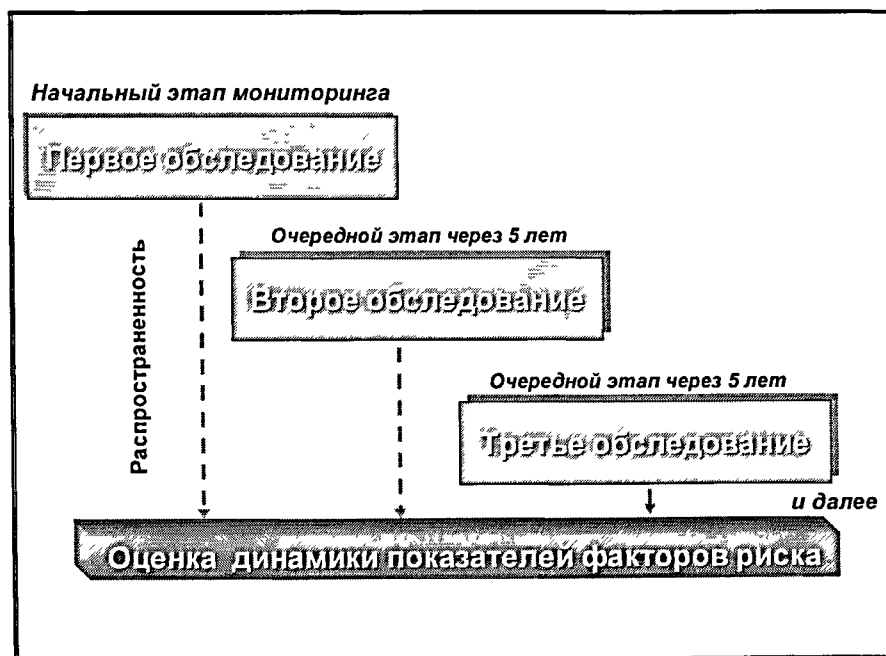 Начальный этап мониторинга
Первое обследование
Распространенность
Очередной этап через 5 лет
Второе обследование
Очередной этап через 5 лет
Третье обследование
и далее
Оценка динамики показателей факторов риска